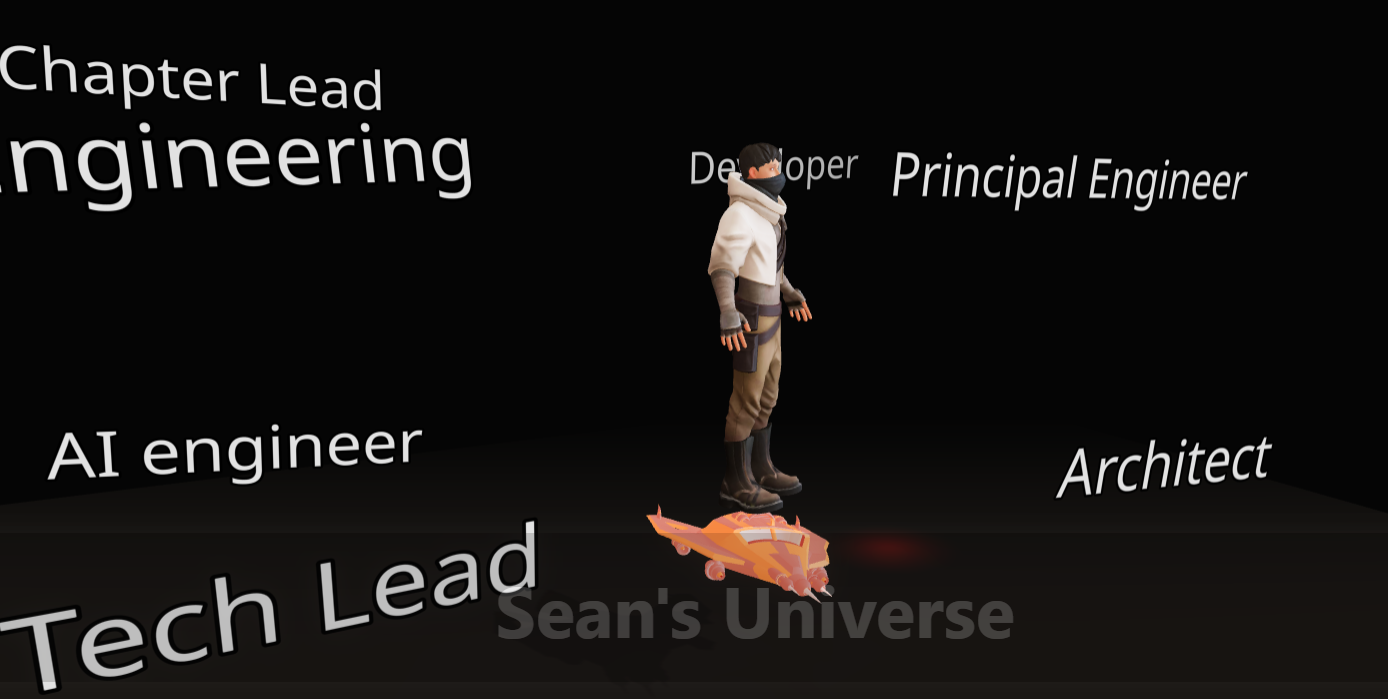 Chapter Lead
ngineering
Principal Engineer
AI engineer
Architect
Tech Lead
Sean's Universe